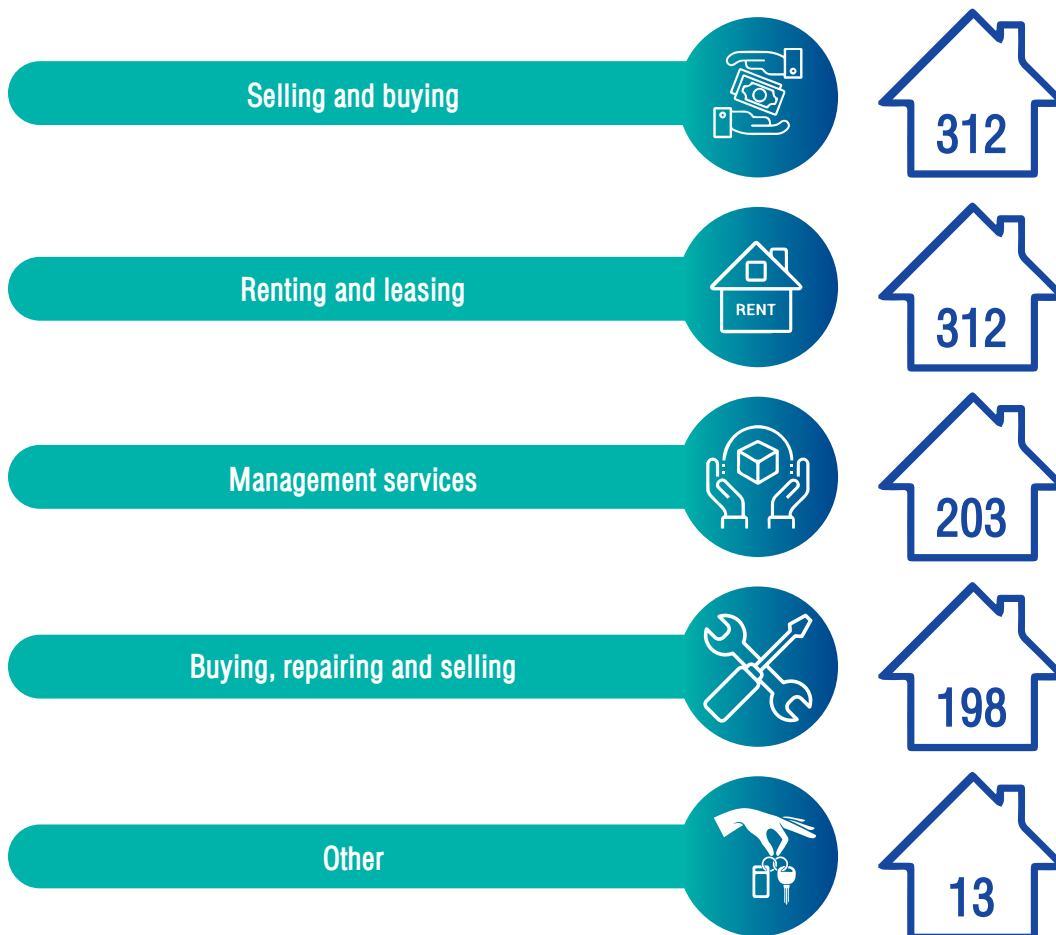 Selling and buying
312
Renting and leasing
RENT
312
Management services
203
Buying, repairing and selling
198
Other
13